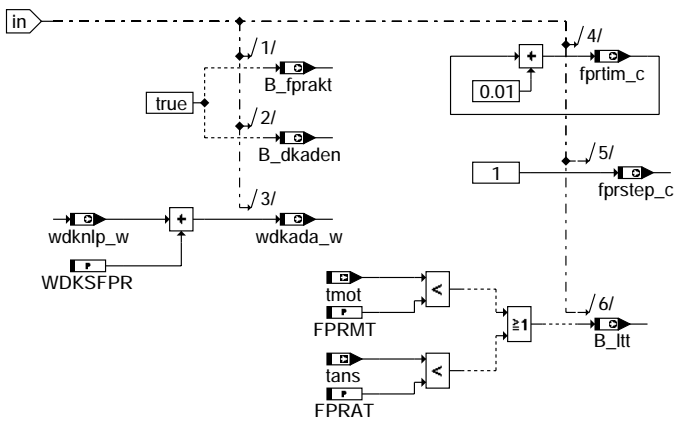 in
1/
B_fprakt
true
2/
B_dkaden
3/
wdknlp_w
+
wdkada_w
P
WDKSFPR
4/
+
fprtim_c
0.01
5/
1
fprstep_c
tmot
<
P
FPRMT
6/
≥1
B_ltt
tans
<
P
FPRAT